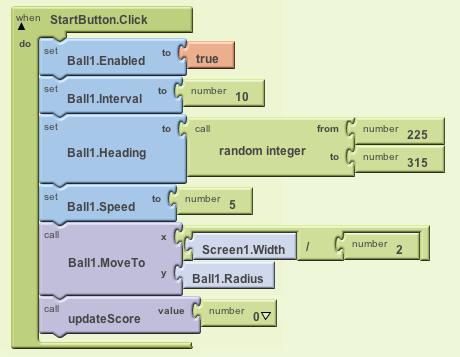 when StartButton.Click
do
set Ball1.Enabled to true
set Ball1.Interval to number 10
set Ball1.Heading to call random integer from number 225
to number 315
set Ball1.Speed to number 5
call Ball1.MoveTo x Screen1.Width / number 2
y Ball1.Radius
call updateScore value number 0